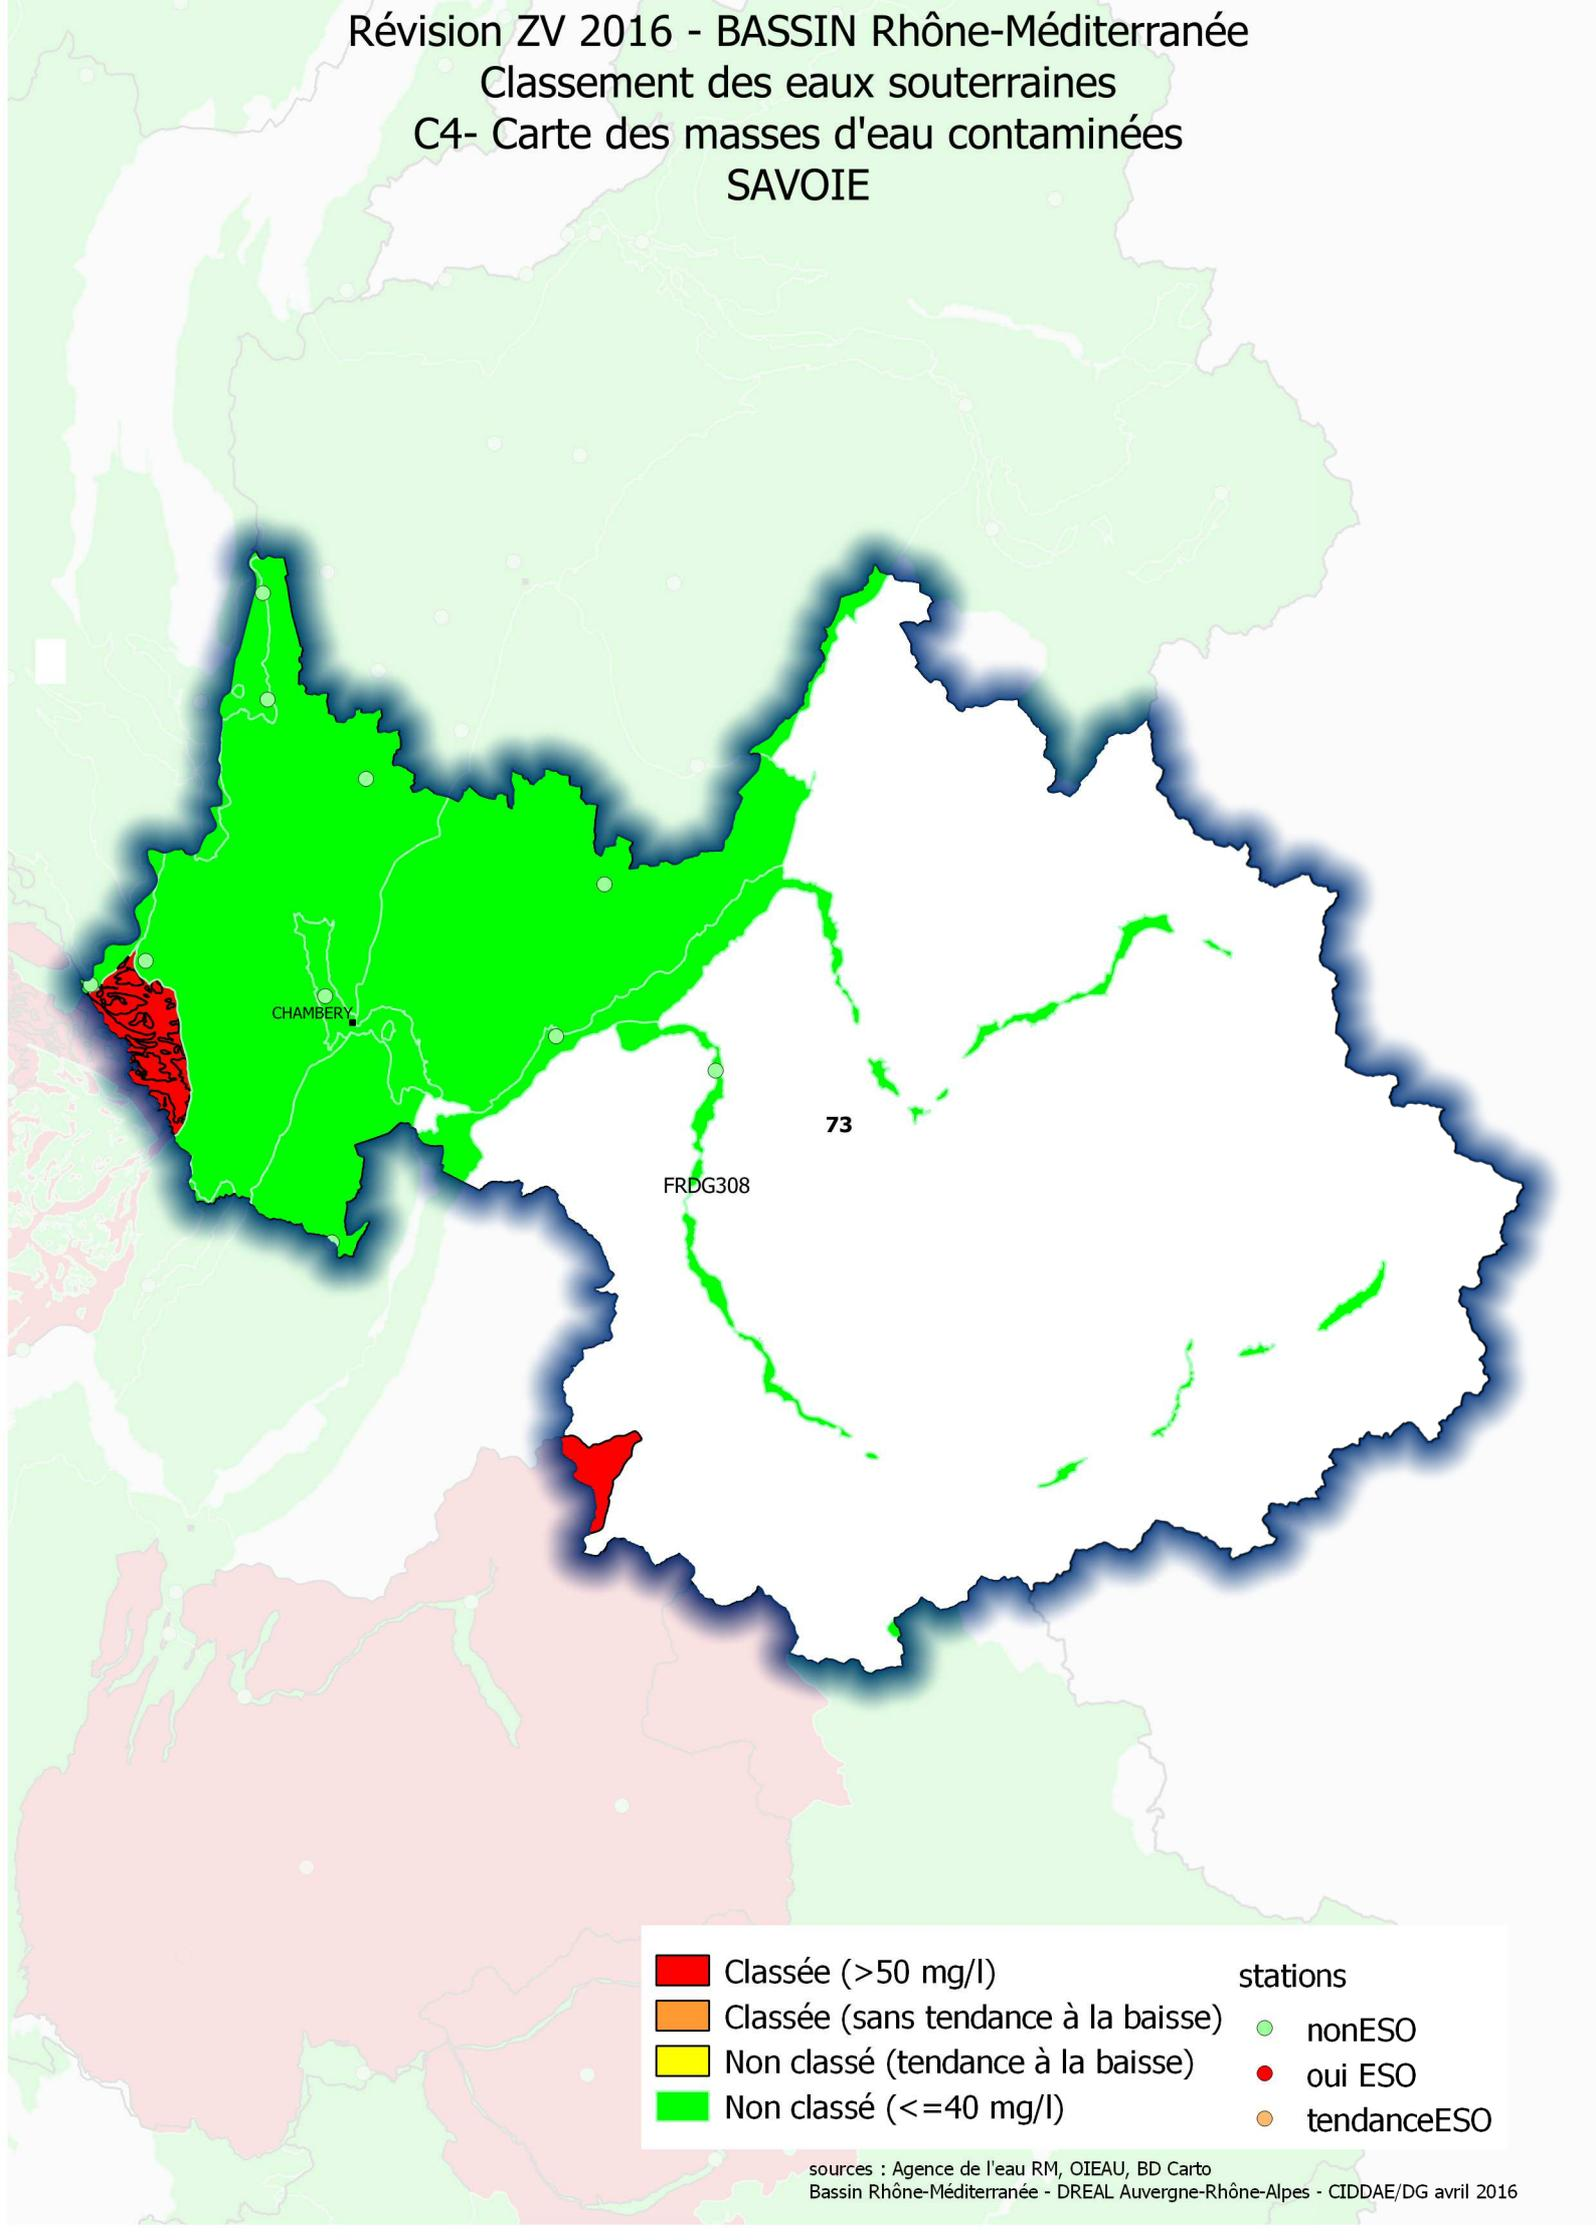 Révision ZV 2016 - BASSIN Rhône-Méditerranée
Classement des eaux souterraines
C4- Carte des masses d'eau contaminées
SAVOIE
CHAMBERY
73
FRDG308
Classée (>50 mg/l)
Classée (sans tendance à la baisse)
Non classé (tendance à la baisse)
Non classé (<=40 mg/l)
stations
nonESO
oui ESO
tendanceESO
sources : Agence de l'eau RM, OIEAU, BD Carto
Bassin Rhône-Méditerranée - DREAL Auvergne-Rhône-Alpes - CIDDAE/DG avril 2016